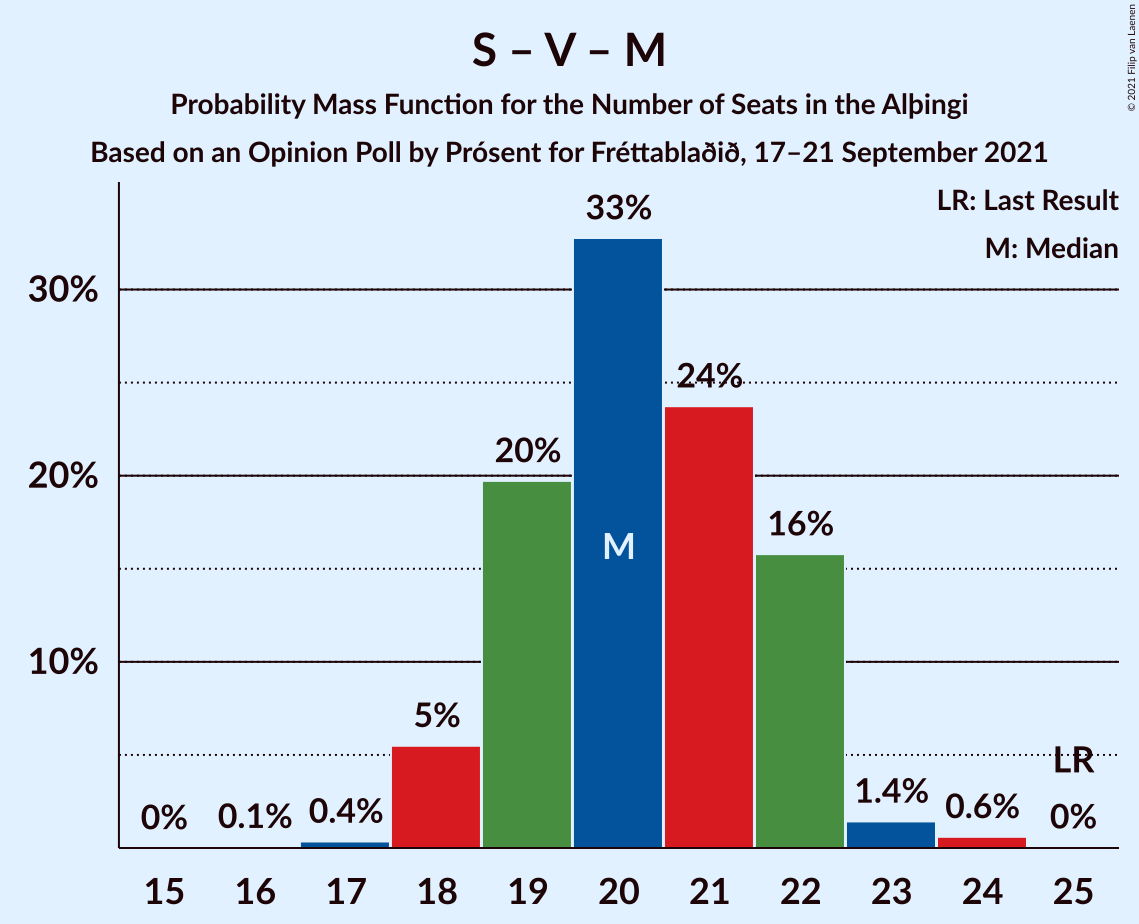 S – V – M
Probability Mass Function for the Number of Seats in the Alþingi
Based on an Opinion Poll by Prósent for Fréttablaðið, 17–21 September 2021
© 2021 Filip van Laenen
LR: Last Result
M: Median
30%
20%
10%
0%
0.1%
0.4%
5%
20%
33%
M
24%
16%
1.4%
0.6%
LR
0%
15 16 17 18 19 20 21 22 23 24 25